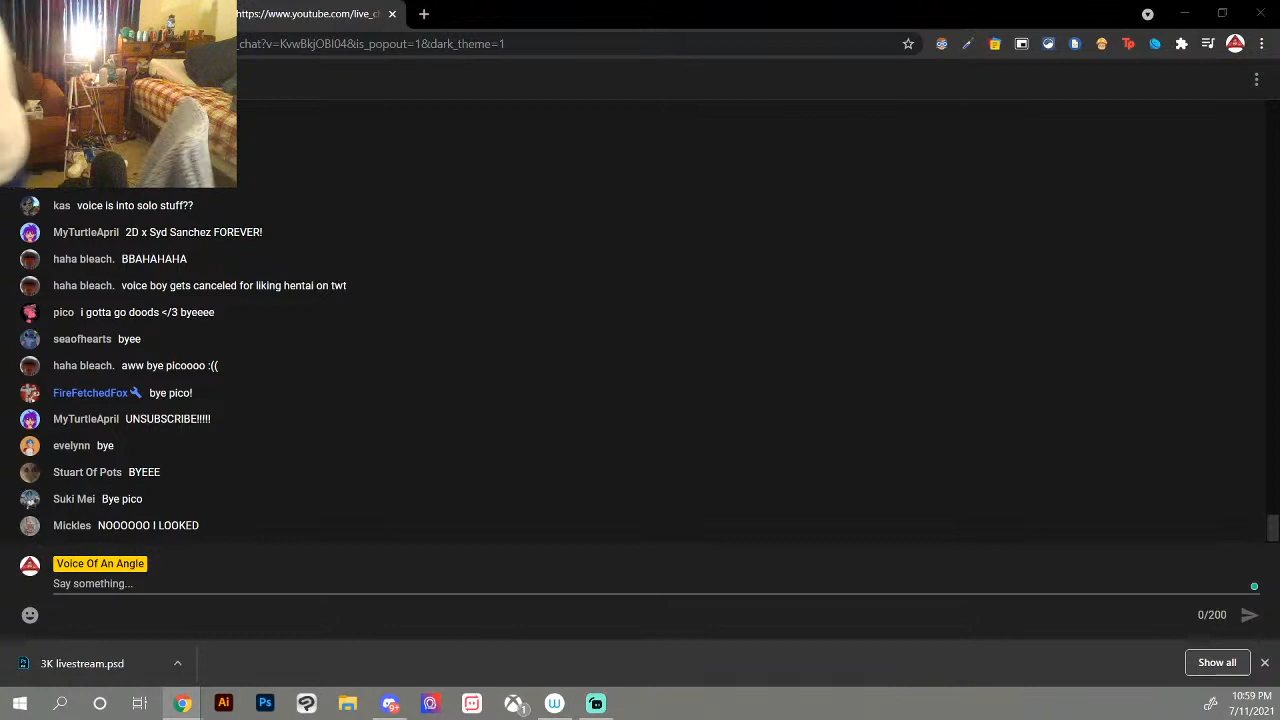 https://www.youtube.com/live_c
_chat?v=KvwBkjOBI04&is_popout=1&dark_theme=1
kas voice is into solo stuff??
MyTurtleApril 2D x Syd Sanchez FOREVER!
haha bleach. BBAHAHAHA
haha bleach. voice boy gets canceled for liking hentai on twt
pico i gotta go doods </3 byeeee
seaofhearts byee
haha bleach. aww bye picoooo :((
FireFetchedFox bye pico!
MyTurtleApril UNSUBSCRIBE!!!!!
evelynn bye
Stuart Of Pots BYEEE
Suki Mei Bye pico
Mickles NOOOOOO I LOOKED
Voice Of An Angle
Say something...
0/200
3K livestream.psd
Show all
Ai
Ps
10:59 PM
7/11/2021